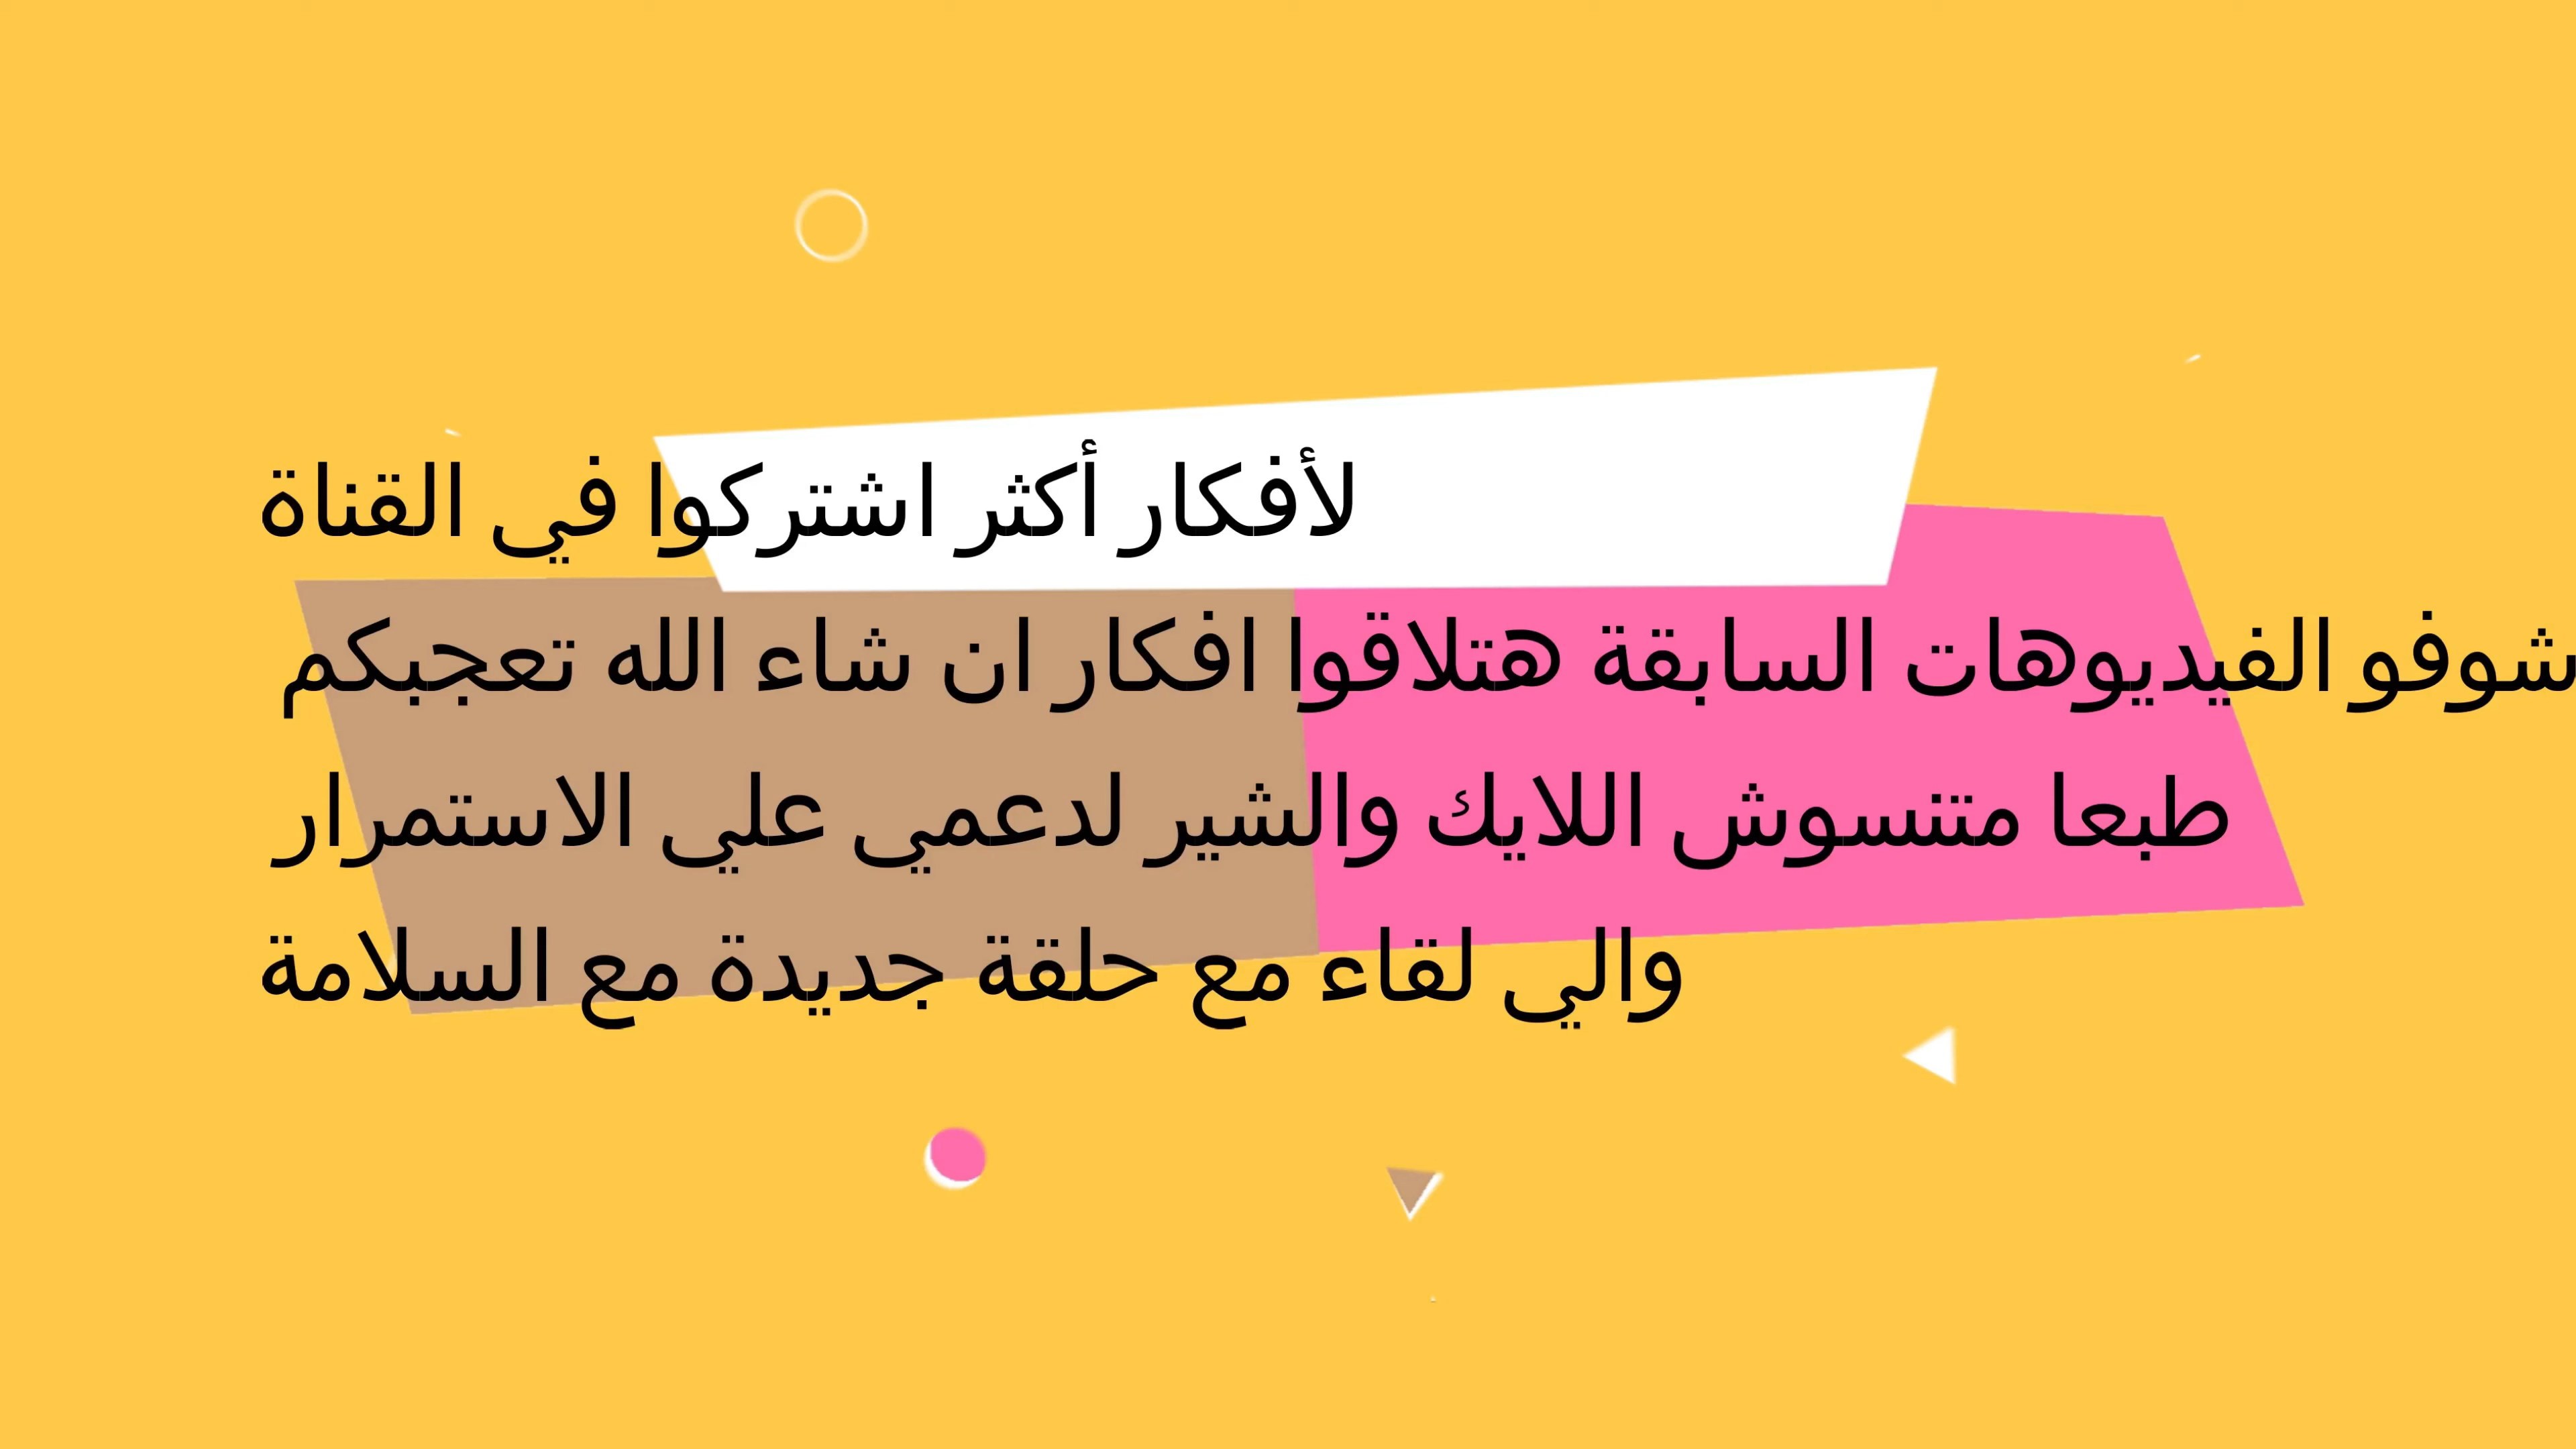 لأفكار أكثر اشتركوا في القناة
شوفو الفيديوهات السابقة هتلاقوا افكار ان شاء الله تعجبكم
طبعا متنسوش اللايك والشير لدعمي علي الاستمرار
والي لقاء مع حلقة جديدة مع السلامة